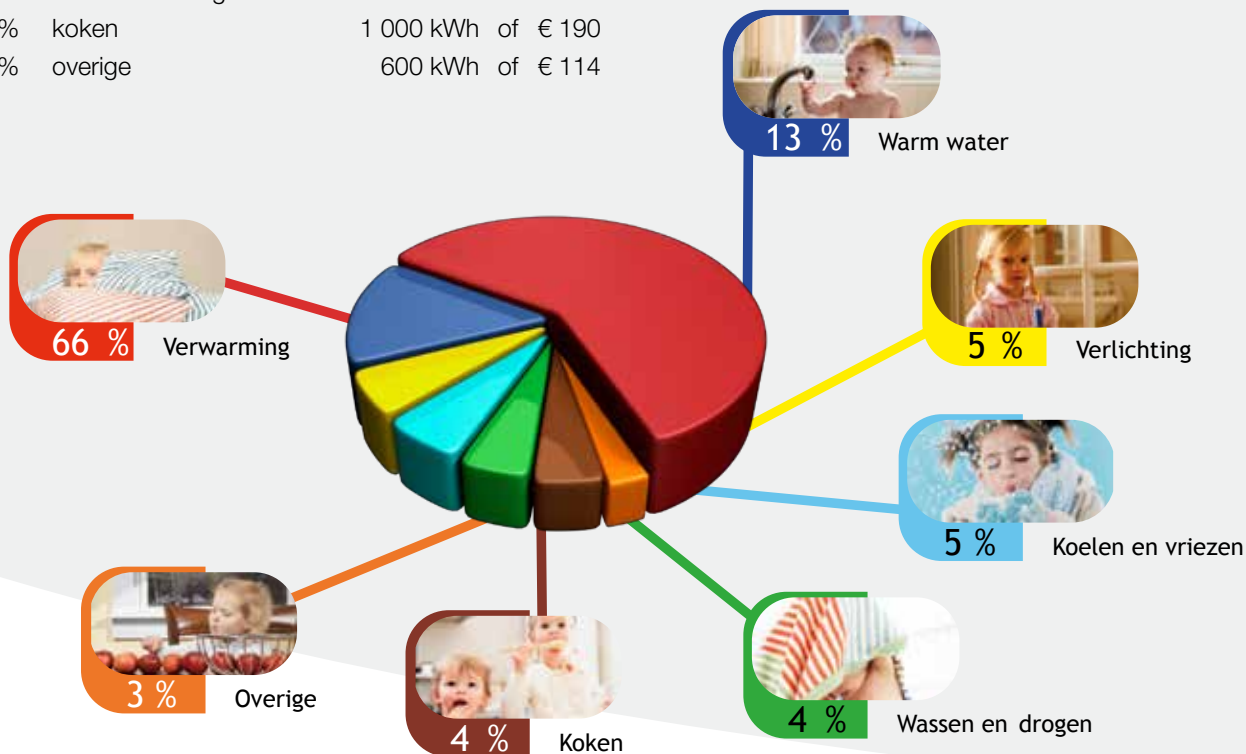 % koken 1 000 kWh of € 190
% overige 600 kWh of € 114
13 % Warm water
66 % Verwarming
5 % Verlichting
5 % Koelen en vriezen
3 % Overige
4 % Koken
4 % Wassen en drogen